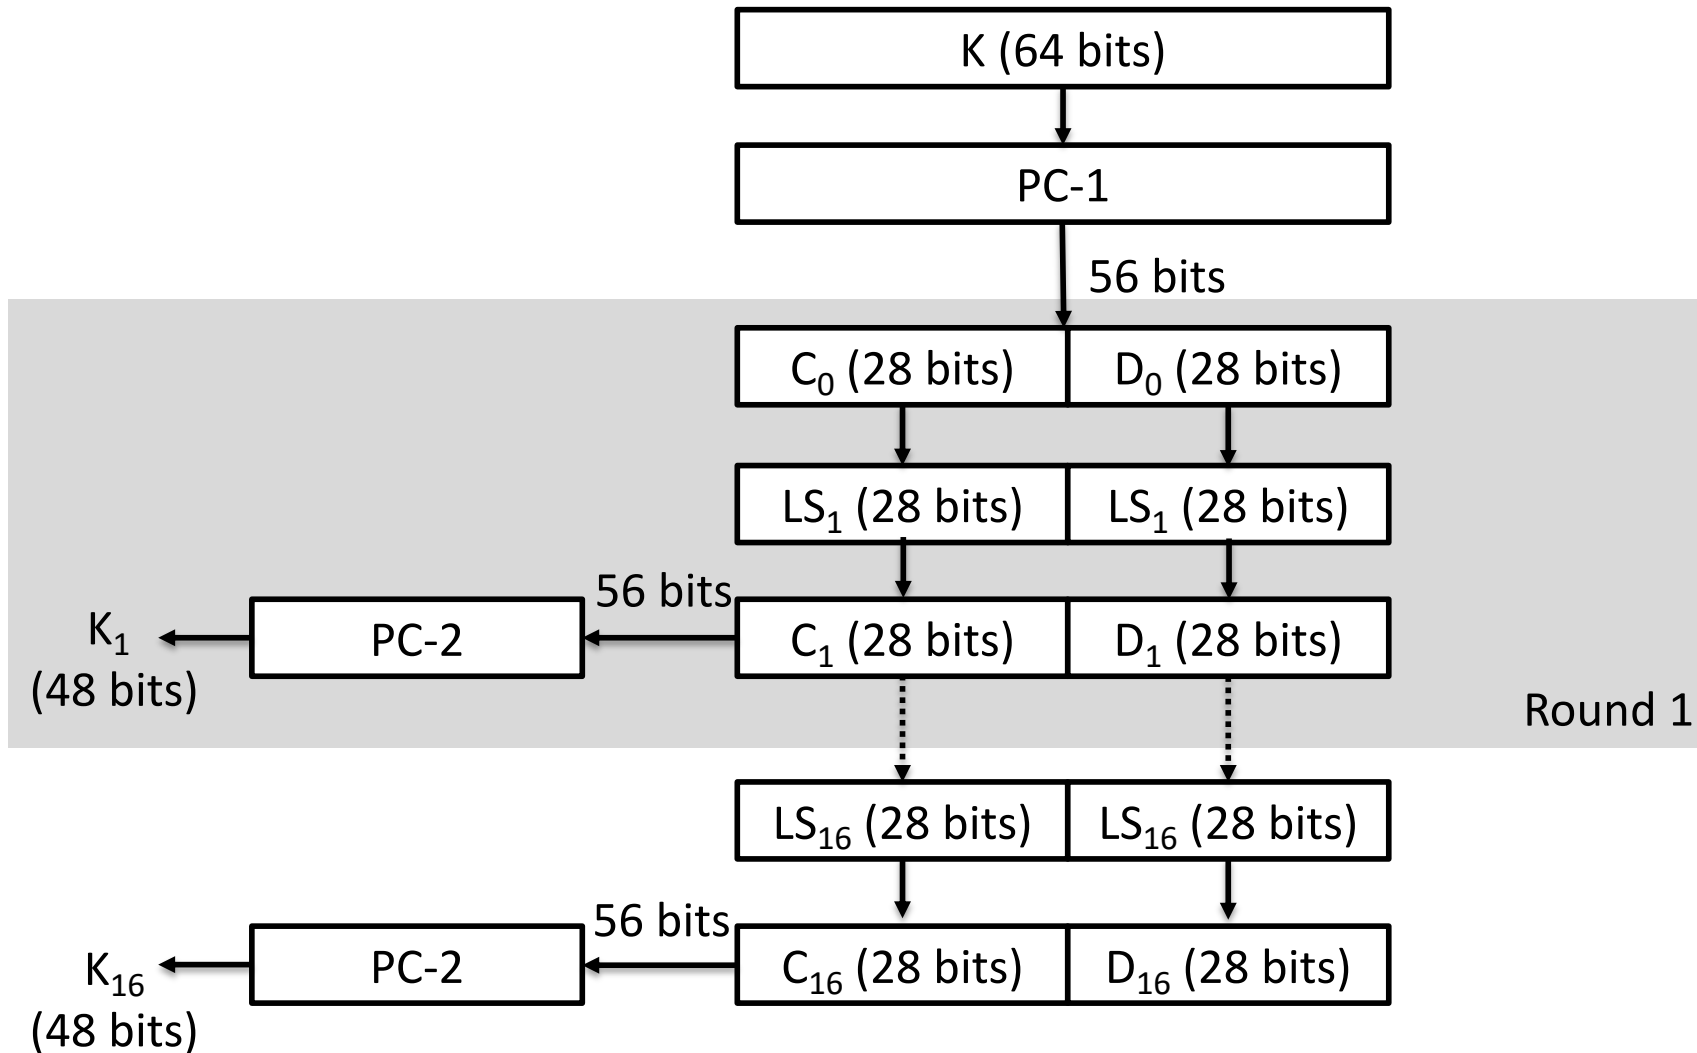 K (64 bits)
PC-1
56 bits
C₀ (28 bits) D₀ (28 bits)
LS₁ (28 bits) LS₁ (28 bits)
56 bits
K₁
(48 bits)
PC-2
C₁ (28 bits) D₁ (28 bits)
Round 1
LS₁₆ (28 bits) LS₁₆ (28 bits)
56 bits
K₁₆
(48 bits)
PC-2
C₁₆ (28 bits) D₁₆ (28 bits)